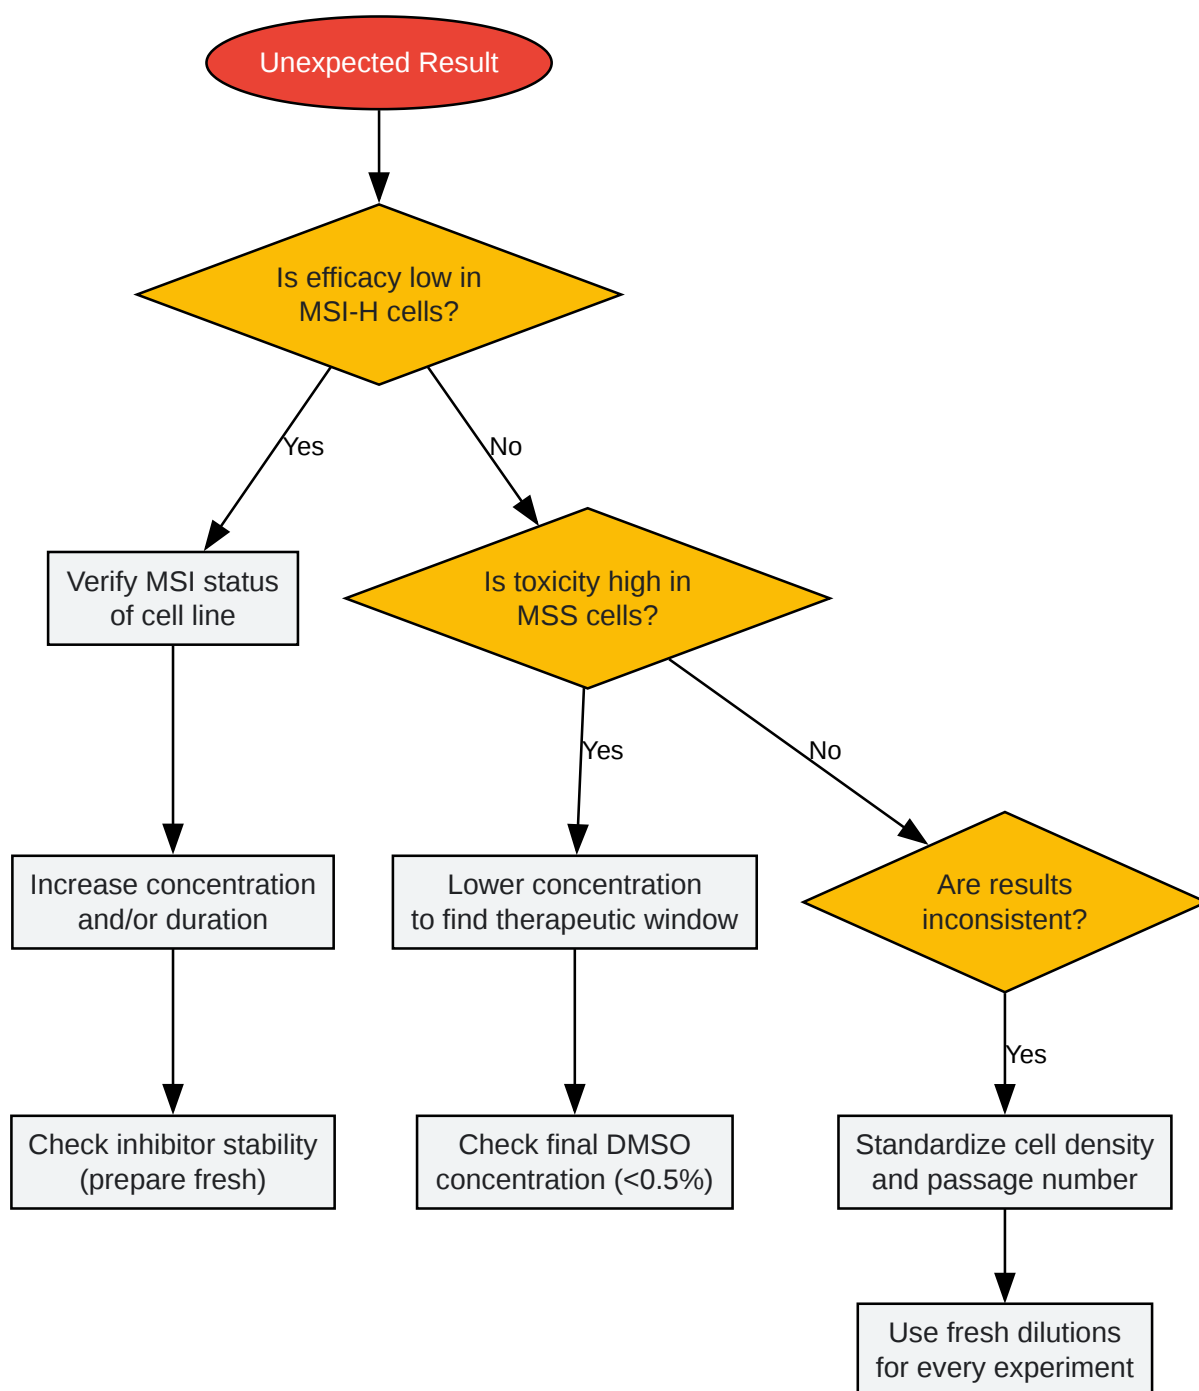 Unexpected Result
Is efficacy low in
MSI-H cells?
Yes
No
Verify MSI status
of cell line
Is toxicity high in
MSS cells?
Yes
No
Increase concentration
and/or duration
Lower concentration
to find therapeutic window
Are results
inconsistent?
Yes
Check inhibitor stability
(prepare fresh)
Check final DMSO
concentration (<0.5%)
Standardize cell density
and passage number
Use fresh dilutions
for every experiment